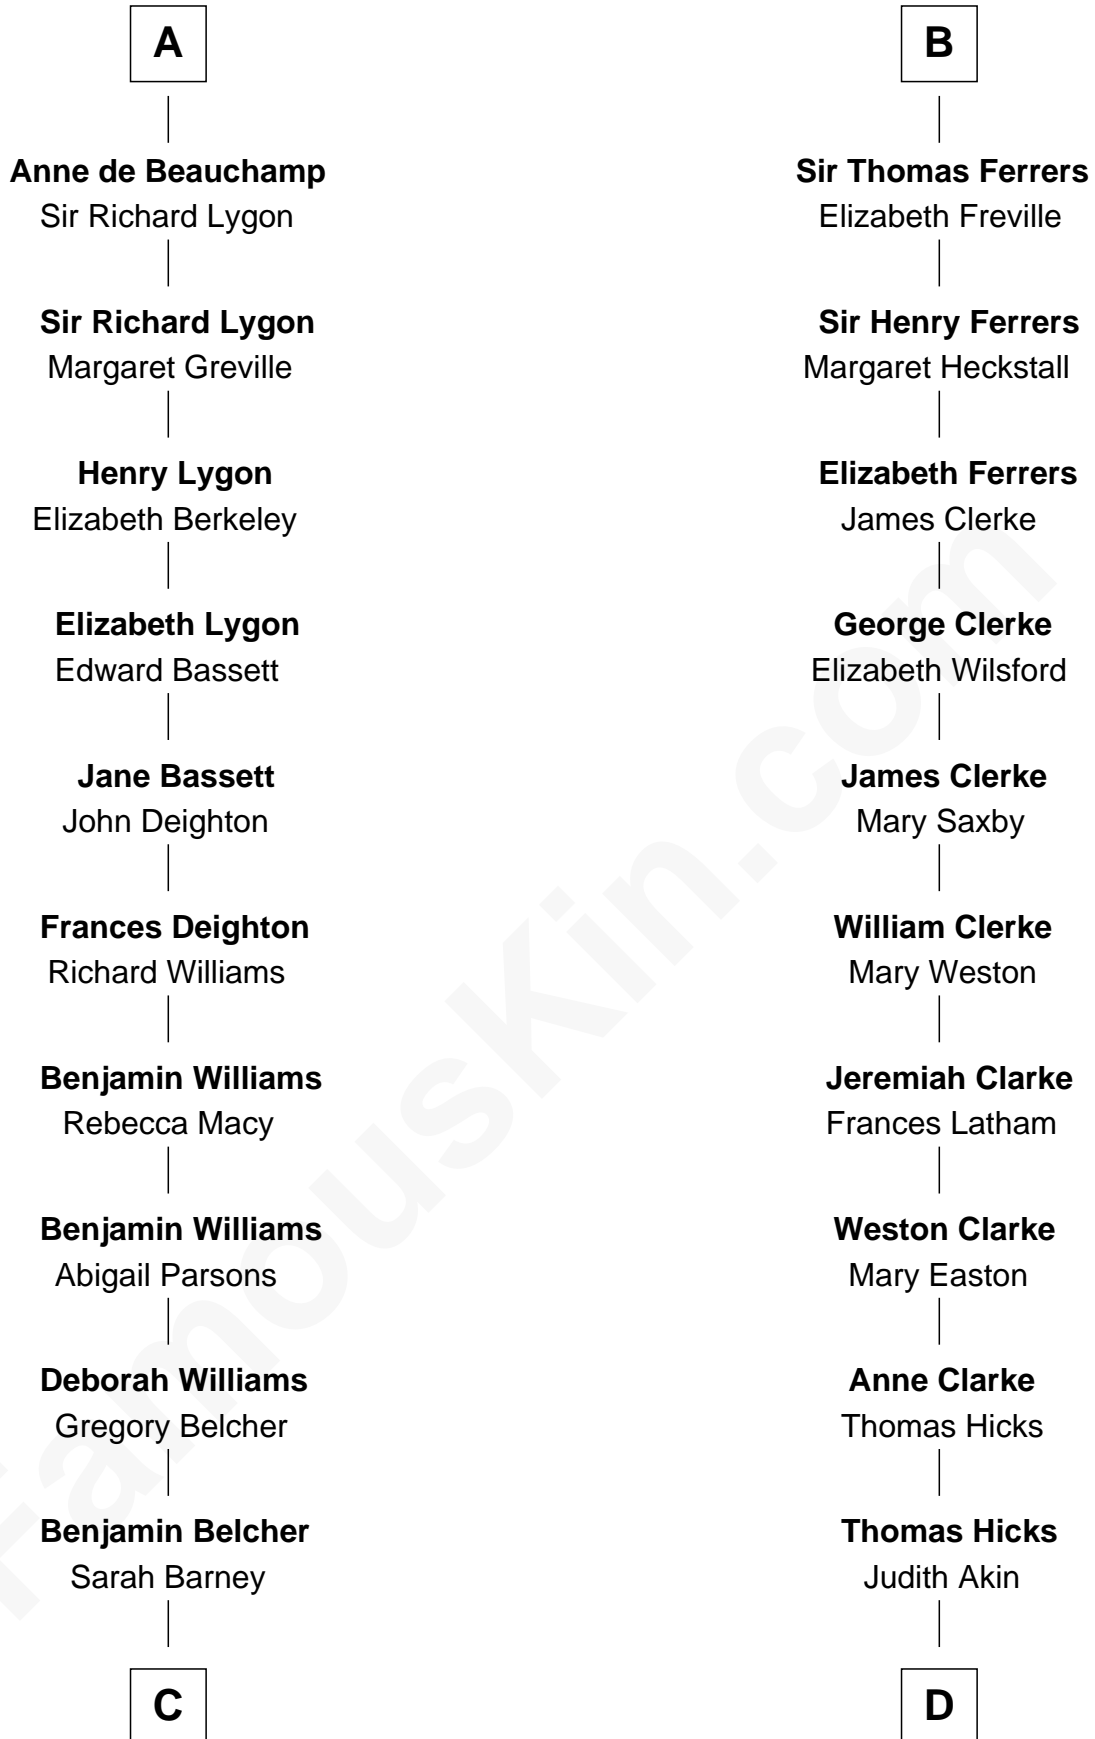 A
Anne de Beauchamp
Sir Richard Lygon
Sir Richard Lygon
Margaret Greville
Henry Lygon
Elizabeth Berkeley
Elizabeth Lygon
Edward Bassett
Jane Bassett
John Deighton
Frances Deighton
Richard Williams
Benjamin Williams
Rebecca Macy
Benjamin Williams
Abigail Parsons
Deborah Williams
Gregory Belcher
Benjamin Belcher
Sarah Barney
C
B
Sir Thomas Ferrers
Elizabeth Freville
Sir Henry Ferrers
Margaret Heckstall
Elizabeth Ferrers
James Clerke
George Clerke
Elizabeth Wilsford
James Clerke
Mary Saxby
William Clerke
Mary Weston
Jeremiah Clarke
Frances Latham
Weston Clarke
Mary Easton
Anne Clarke
Thomas Hicks
Thomas Hicks
Judith Akin
D
FamousKin.com